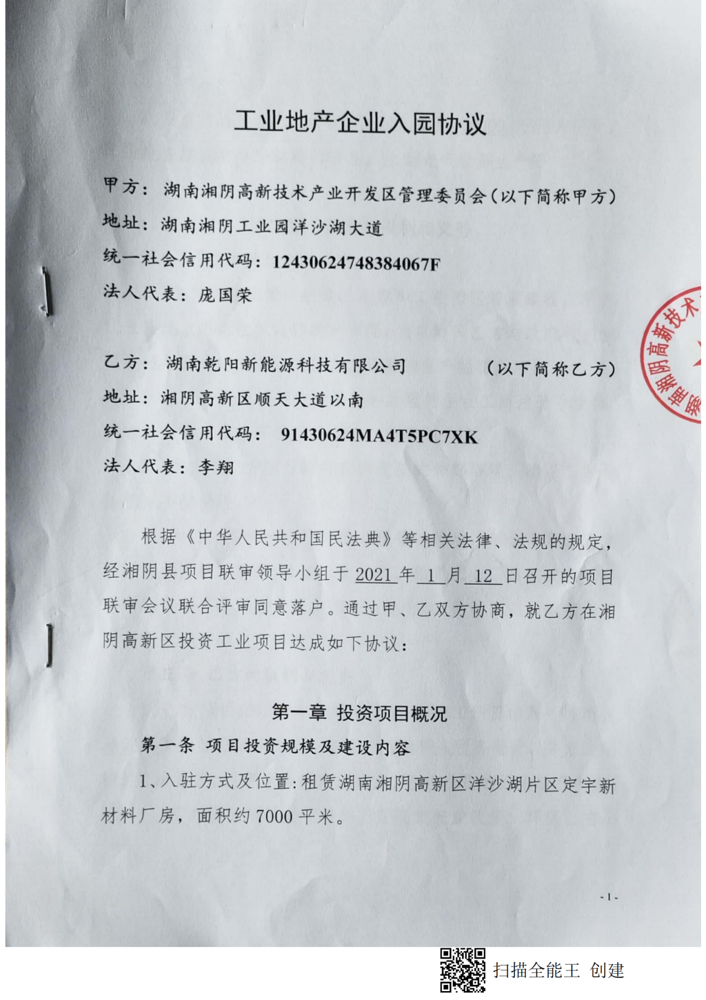 工业地产企业入园协议
甲方：湖南湘阴高新技术产业开发区管理委员会（以下简称甲方）
地址：湖南湘阴工业园洋沙湖大道
统一社会信用代码：12430624748384067F
法人代表：庞国荣
乙方：湖南乾阳新能源科技有限公司 （以下简称乙方）
地址：湘阴高新区顺天大道以南
统一社会信用代码：91430624MA4T5PC7XK
法人代表：李翔
湖南湘阴高新技术
根据《中华人民共和国民法典》等相关法律、法规的规定，
经湘阴县项目联审领导小组于 2021 年 1 月 12 日召开的项目
联审会议联合评审同意落户。通过甲、乙双方协商，就乙方在湘
阴高新区投资工业项目达成如下协议：
第一章 投资项目概况
第一条 项目投资规模及建设内容
1、入驻方式及位置：租赁湖南湘阴高新区洋沙湖片区定宇新
材料厂房，面积约 7000 平米。
- 1 -
扫描全能王 创建